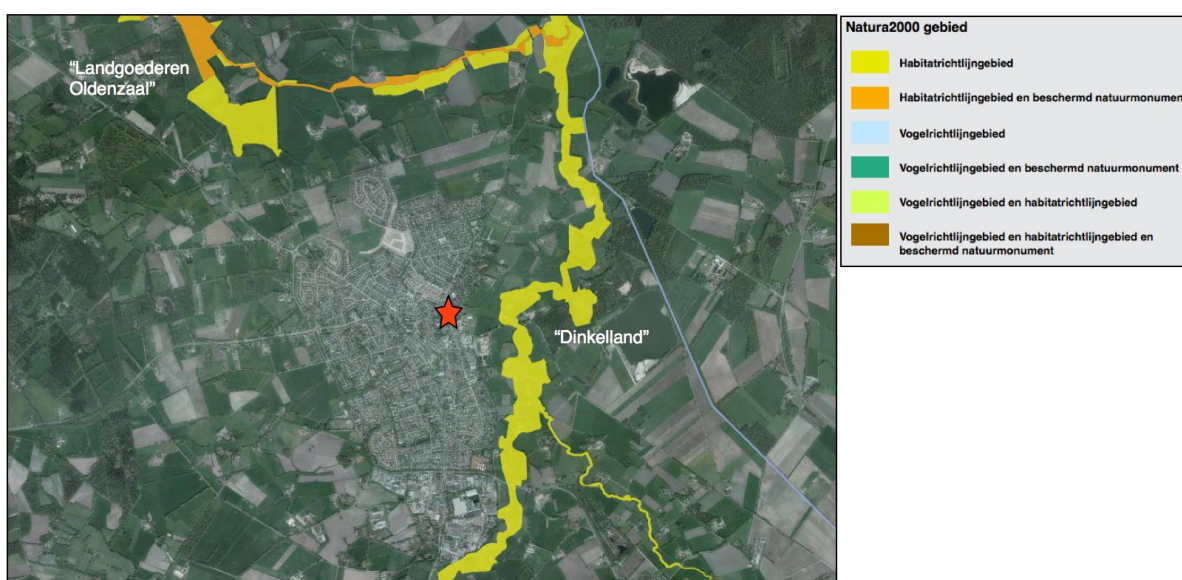 “Landgoederen
Oldenzaal”
“Dinkelland”
Natura2000 gebied
Habitatrichtlijngebied
Habitatrichtlijngebied en beschermd natuurmonument
Vogelrichtlijngebied
Vogelrichtlijngebied en beschermd natuurmonument
Vogelrichtlijngebied en habitatrichtlijngebied
Vogelrichtlijngebied en habitatrichtlijngebied en
beschermd natuurmonument